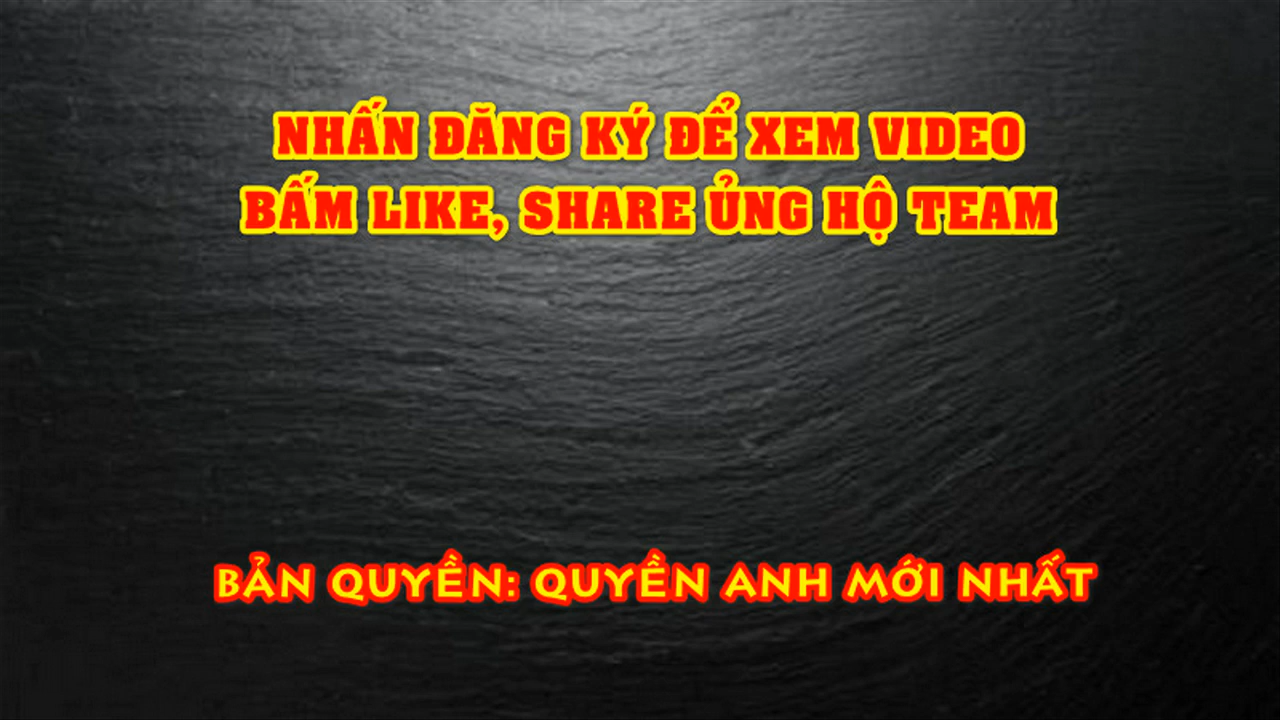 NHẤN ĐĂNG KÝ ĐỂ XEM VIDEO
BẤM LIKE, SHARE ỦNG HỘ TEAM
BẢN QUYỀN: QUYỀN ANH MỚI NHẤT